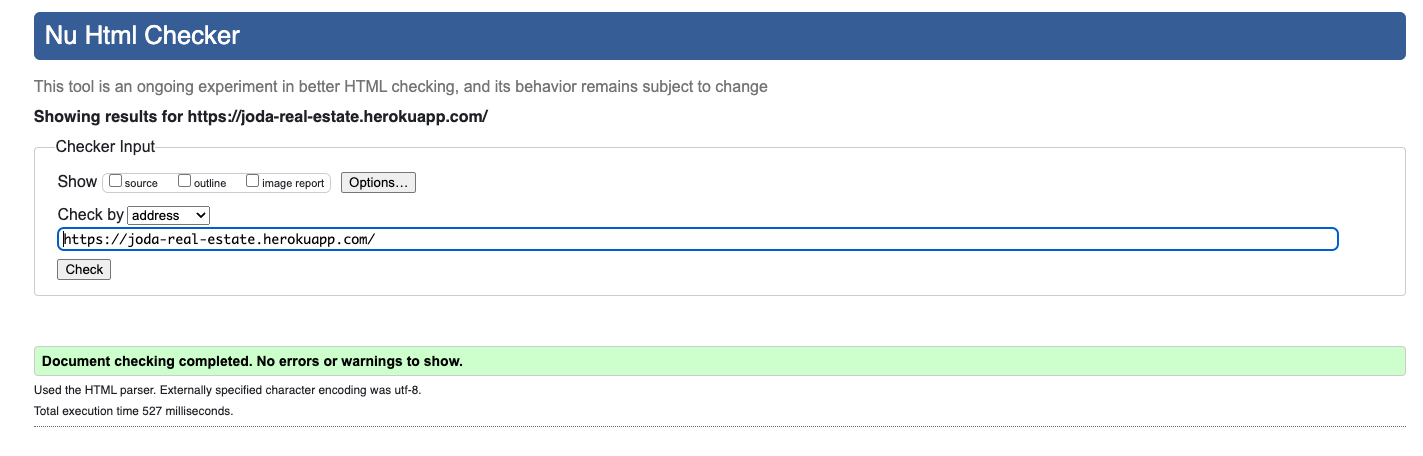 Nu Html Checker
This tool is an ongoing experiment in better HTML checking, and its behavior remains subject to change
Showing results for https://joda-real-estate.herokuapp.com/
Checker Input
Show source outline image report Options...
Check by address
https://joda-real-estate.herokuapp.com/
Check
Document checking completed. No errors or warnings to show.
Used the HTML parser. Externally specified character encoding was utf-8.
Total execution time 527 milliseconds.